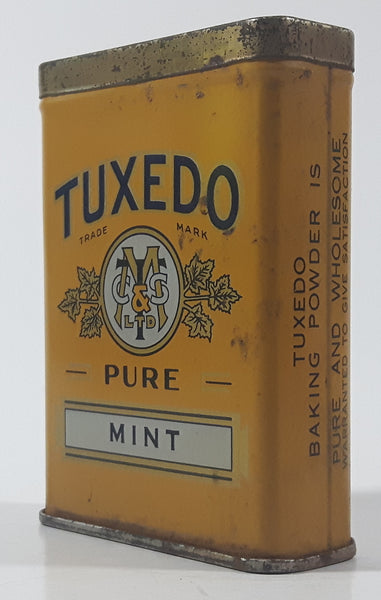 TUXEDO
TRADE MARK
T M G & S LTD
PURE
MINT
TUXEDO
BAKING POWDER IS
PURE AND WHOLESOME
WARRANTED TO GIVE SATISFACTION